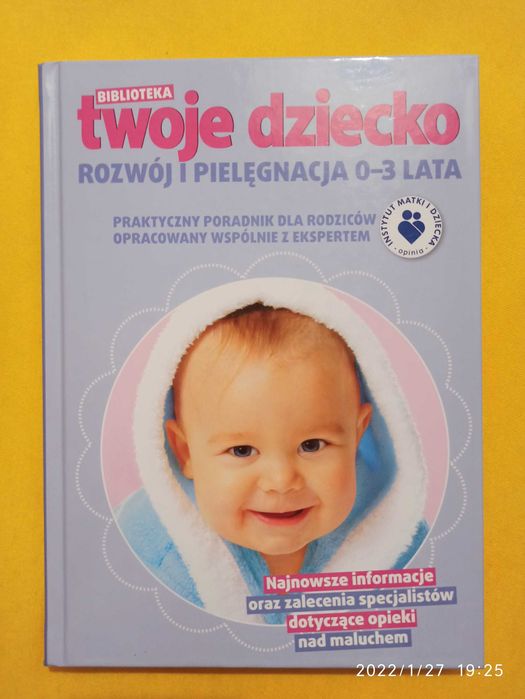 BIBLIOTEKA
twoje dziecko
ROZWÓJ I PIELĘGNACJA 0–3 LATA
PRAKTYCZNY PORADNIK DLA RODZICÓW
OPRACOWANY WSPÓLNIE Z EKSPERTEM
INSTYTUT MATKI I DZIECKA
- opinia -
Najnowsze informacje
oraz zalecenia specjalistów
dotyczące opieki
nad maluchem
2022/1/27 19:25